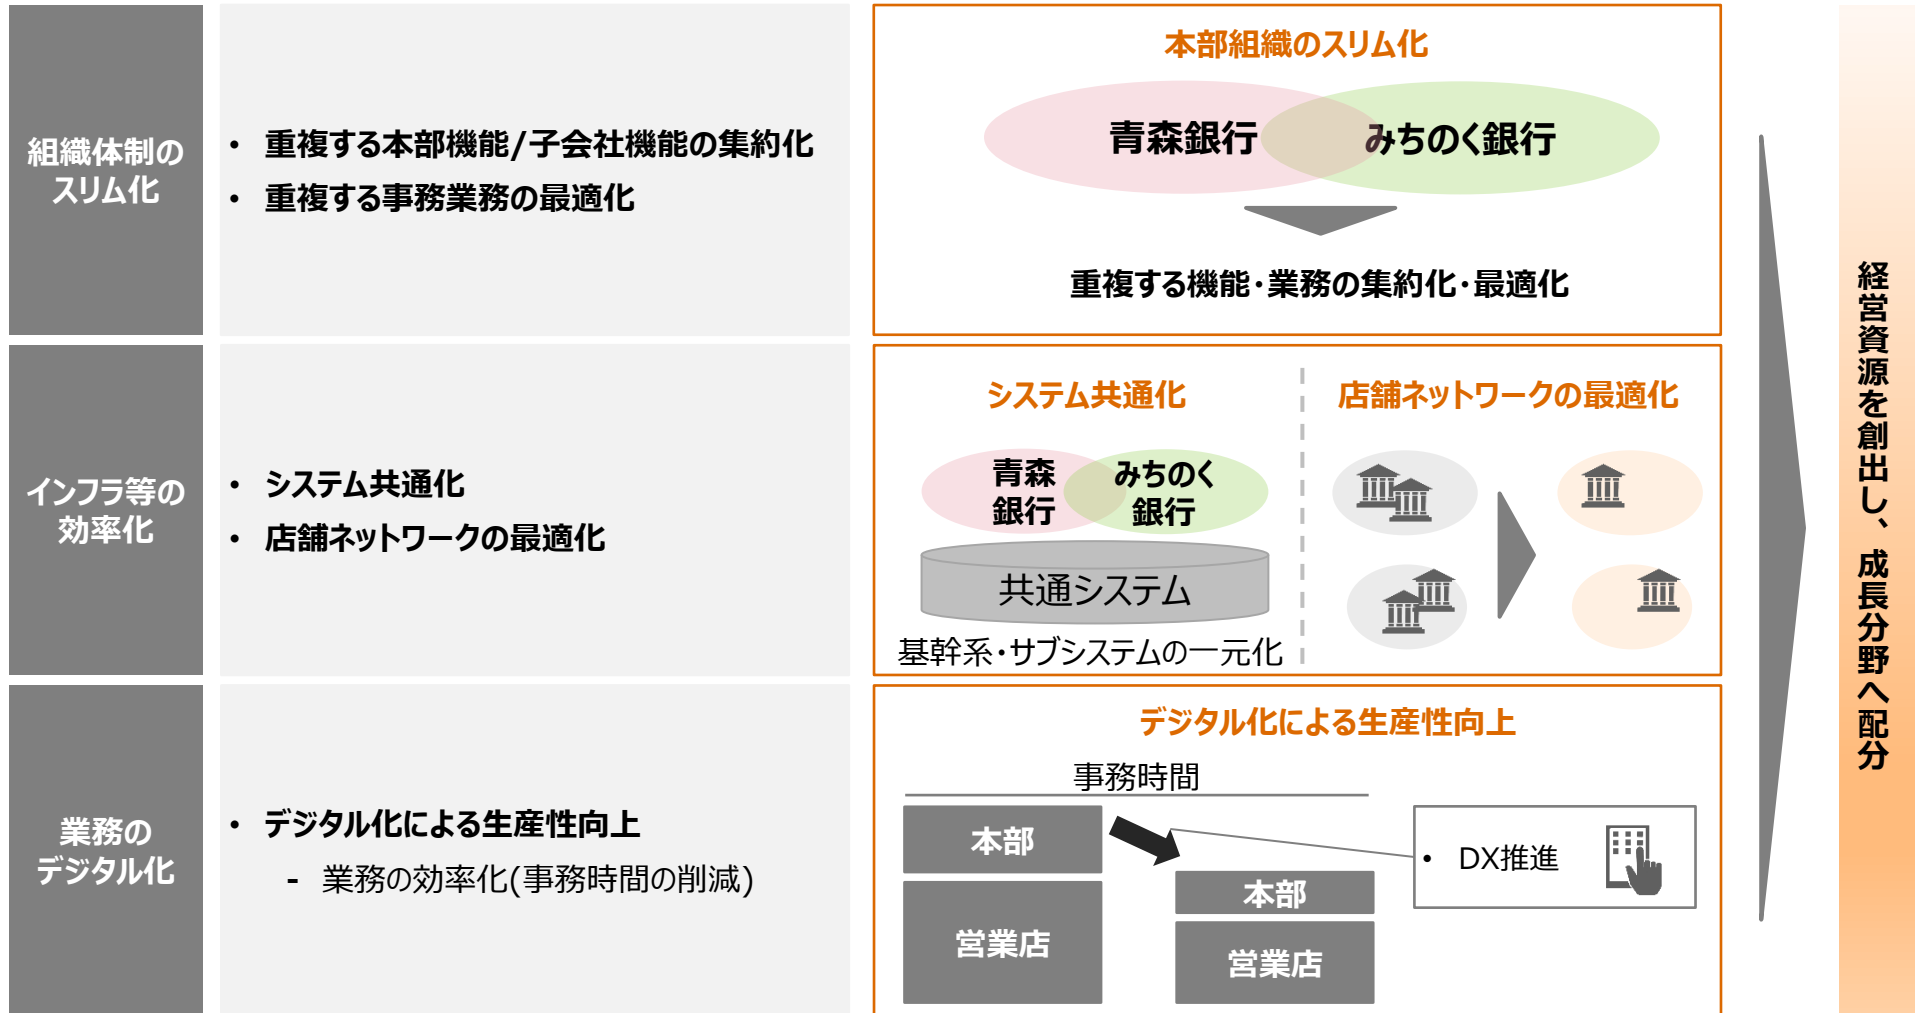 組織体制の
スリム化
• 重複する本部機能/子会社機能の集約化
• 重複する事務業務の最適化
本部組織のスリム化
青森銀行
みちのく銀行
重複する機能・業務の集約化・最適化
インフラ等の
効率化
• システム共通化
• 店舗ネットワークの最適化
システム共通化
青森
銀行
みちのく
銀行
共通システム
基幹系・サブシステムの一元化
店舗ネットワークの最適化
業務の
デジタル化
• デジタル化による生産性向上
- 業務の効率化(事務時間の削減)
デジタル化による生産性向上
事務時間
本部
営業店
本部
営業店
• DX推進
経営資源を創出し、成長分野へ配分